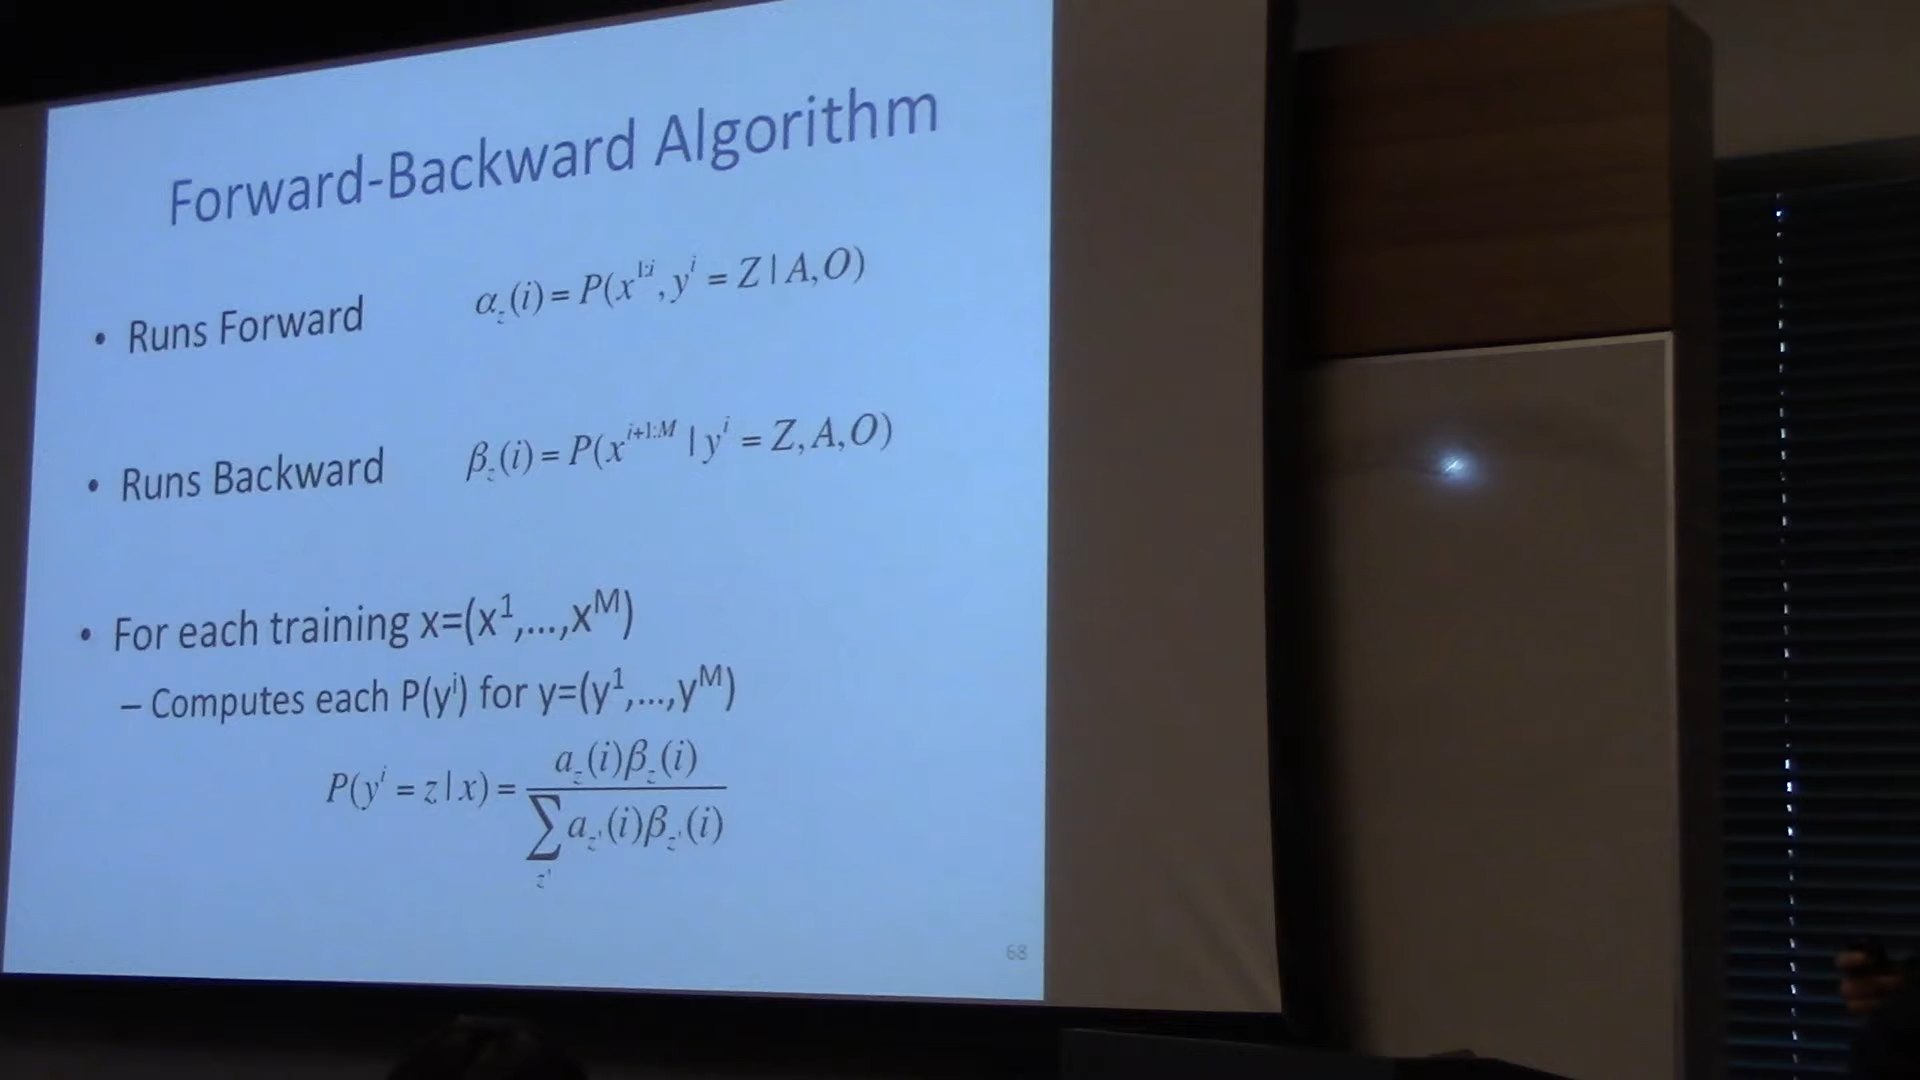 Forward-Backward Algorithm
• Runs Forward α_z(i) = P(x^{1:i}, y^i = Z | A, O)
• Runs Backward β_z(i) = P(x^{i+1:M} | y^i = Z, A, O)
• For each training x=(x^1,...,x^M)
– Computes each P(y^i) for y=(y^1,...,y^M)
P(y^i = z | x) = a_z(i)β_z(i) / ∑_{z'} a_{z'}(i)β_{z'}(i)
68